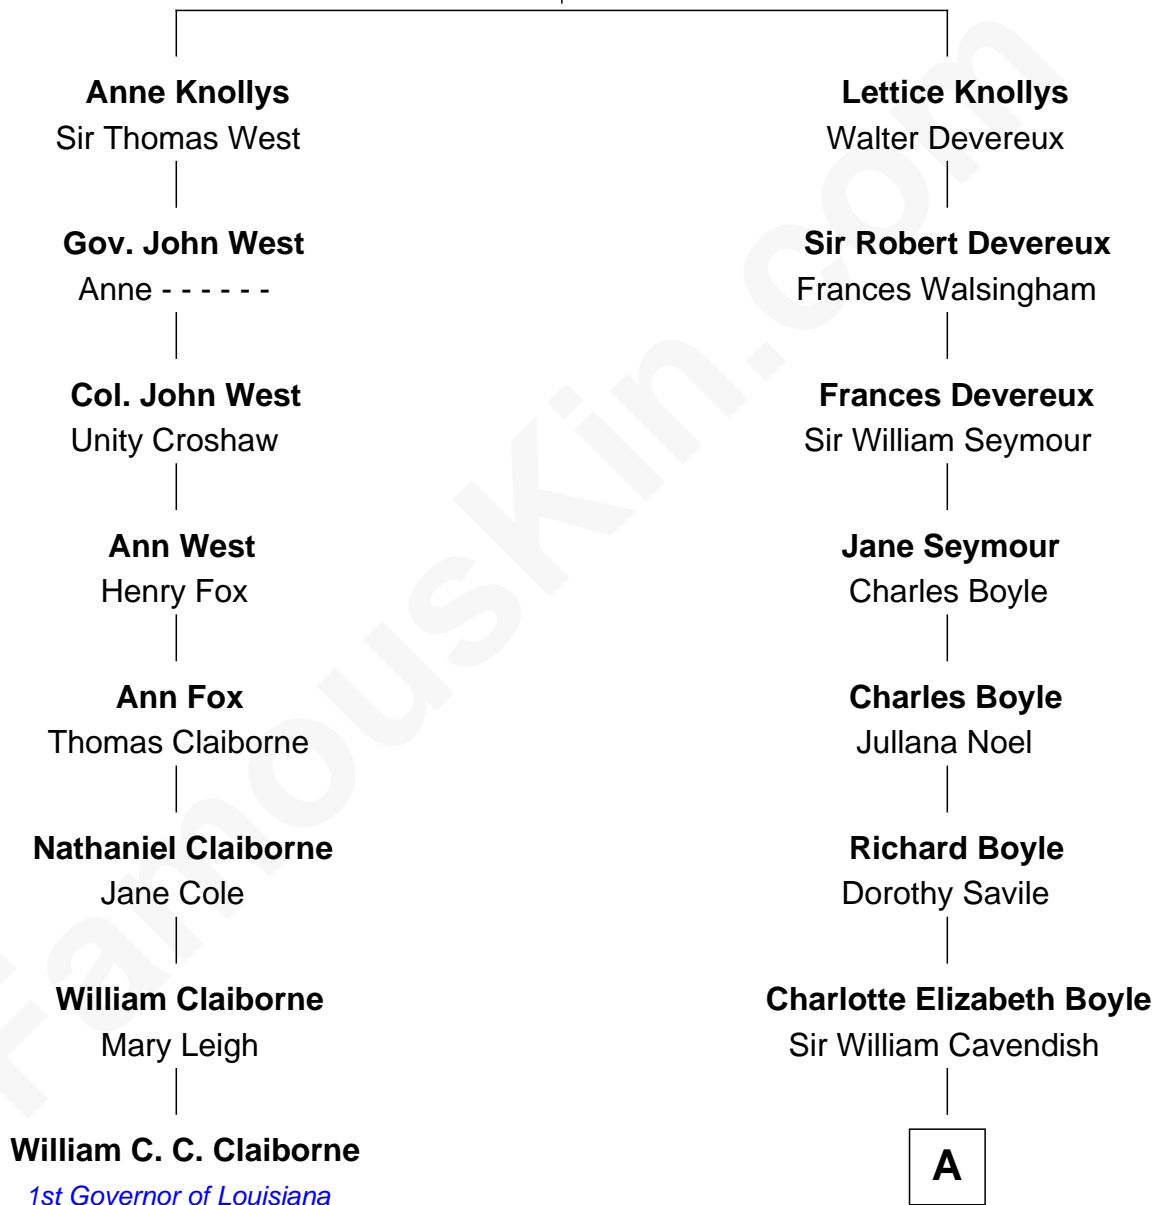 Anne Knollys
Sir Thomas West
Lettice Knollys
Walter Devereux
Gov. John West
Anne - - - - - -
Sir Robert Devereux
Frances Walsingham
Col. John West
Unity Croshaw
Frances Devereux
Sir William Seymour
Ann West
Henry Fox
Jane Seymour
Charles Boyle
Ann Fox
Thomas Claiborne
Charles Boyle
Jullana Noel
Nathaniel Claiborne
Jane Cole
Richard Boyle
Dorothy Savile
William Claiborne
Mary Leigh
Charlotte Elizabeth Boyle
Sir William Cavendish
William C. C. Claiborne
1st Governor of Louisiana
A
FamousKin.com